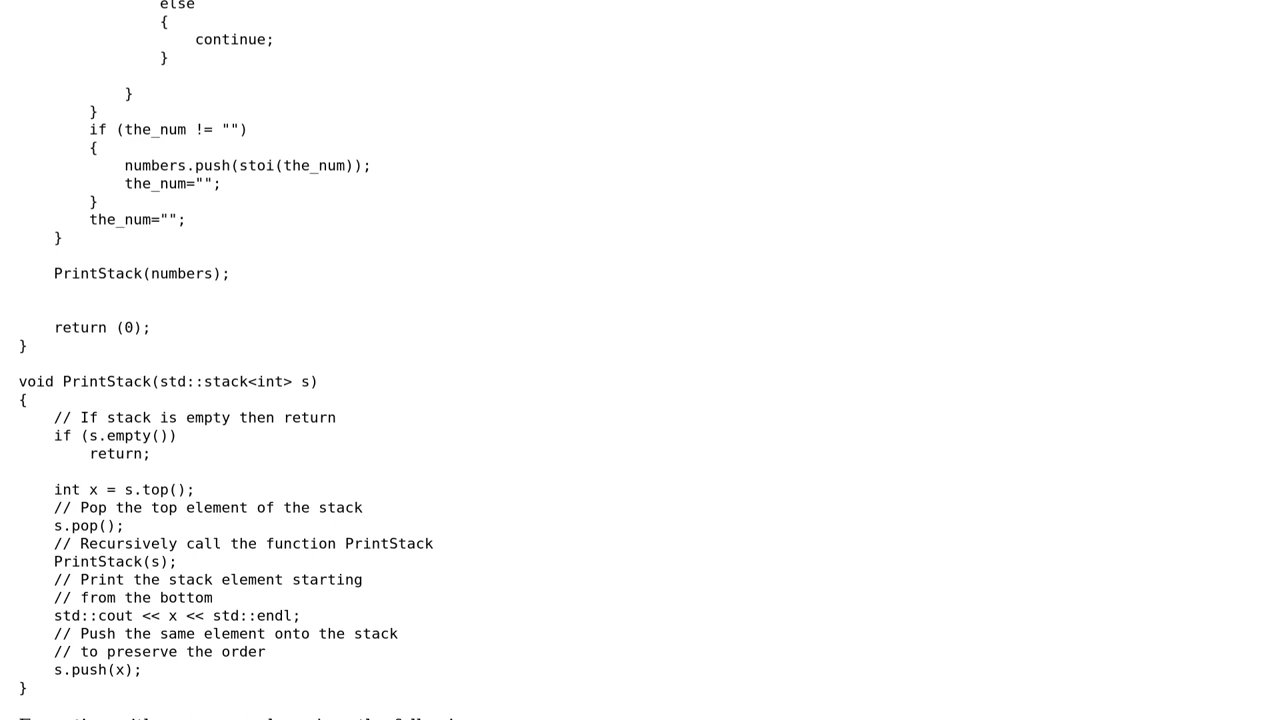 else
{
continue;
}
}
}
if (the_num != "")
{
numbers.push(stoi(the_num));
the_num="";
}
the_num="";
}
PrintStack(numbers);
return (0);
}
void PrintStack(std::stack<int> s)
{
// If stack is empty then return
if (s.empty())
return;
int x = s.top();
// Pop the top element of the stack
s.pop();
// Recursively call the function PrintStack
PrintStack(s);
// Print the stack element starting
// from the bottom
std::cout << x << std::endl;
// Push the same element onto the stack
// to preserve the order
s.push(x);
}